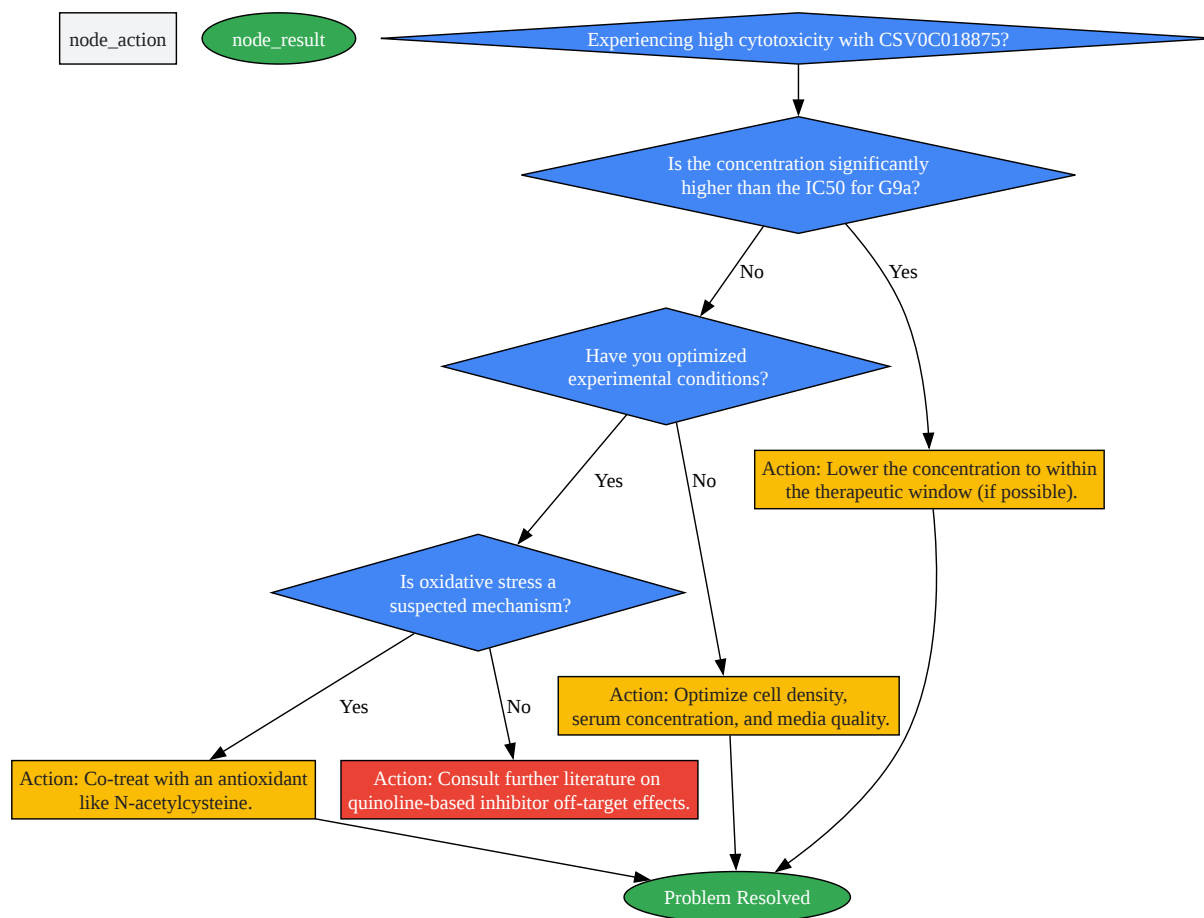 node_action
node_result
Experiencing high cytotoxicity with CSV0C018875?
Is the concentration significantly
higher than the IC50 for G9a?
No
Yes
Have you optimized
experimental conditions?
Yes
No
Action: Lower the concentration to within
the therapeutic window (if possible).
Is oxidative stress a
suspected mechanism?
Yes
No
Action: Optimize cell density,
serum concentration, and media quality.
Action: Co-treat with an antioxidant
like N-acetylcysteine.
Action: Consult further literature on
quinoline-based inhibitor off-target effects.
Problem Resolved